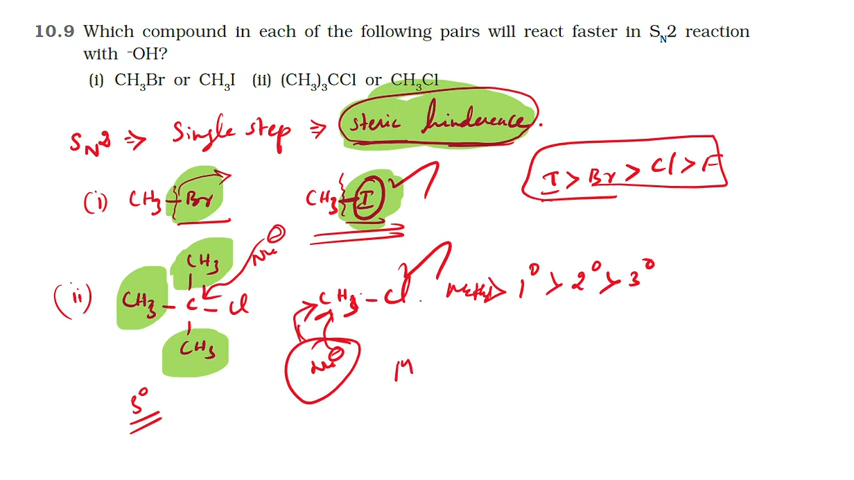 10.9 Which compound in each of the following pairs will react faster in SN2 reaction
with -OH?
(i) CH3Br or CH3I (ii) (CH3)3CCl or CH3Cl
SN2 ⇒ Single step ⇒ steric hinderence.
I > Br > Cl > F
(i) CH3 - Br CH3 - I
CH3 Nu⊖
(ii) CH3 - C - Cl CH3 - Cl. Methyl > 1° > 2° > 3°
CH3
Nu⊖ M
3°